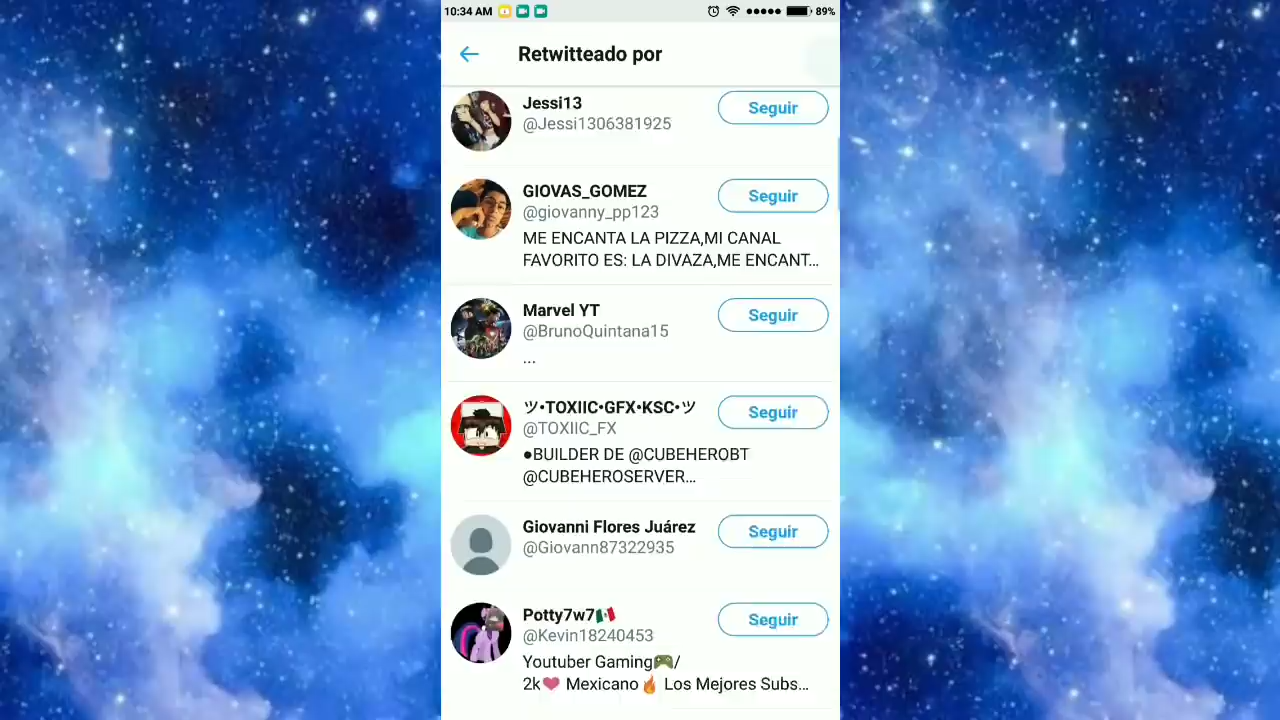 10:34 AM 89%
Retwitteado por
Jessi13
@Jessi1306381925
Seguir
GIOVAS_GOMEZ
@giovanny_pp123
Seguir
ME ENCANTA LA PIZZA,MI CANAL
FAVORITO ES: LA DIVAZA,ME ENCANT...
Marvel YT
@BrunoQuintana15
Seguir
...
ツ•TOXIIC•GFX•KSC•ツ
@TOXIIC_FX
Seguir
●BUILDER DE @CUBEHEROBT
@CUBEHEROSERVER...
Giovanni Flores Juárez
@Giovann87322935
Seguir
Potty7w7🇲🇽
@Kevin18240453
Seguir
Youtuber Gaming🎮/
2k❤️ Mexicano🔥 Los Mejores Subs...